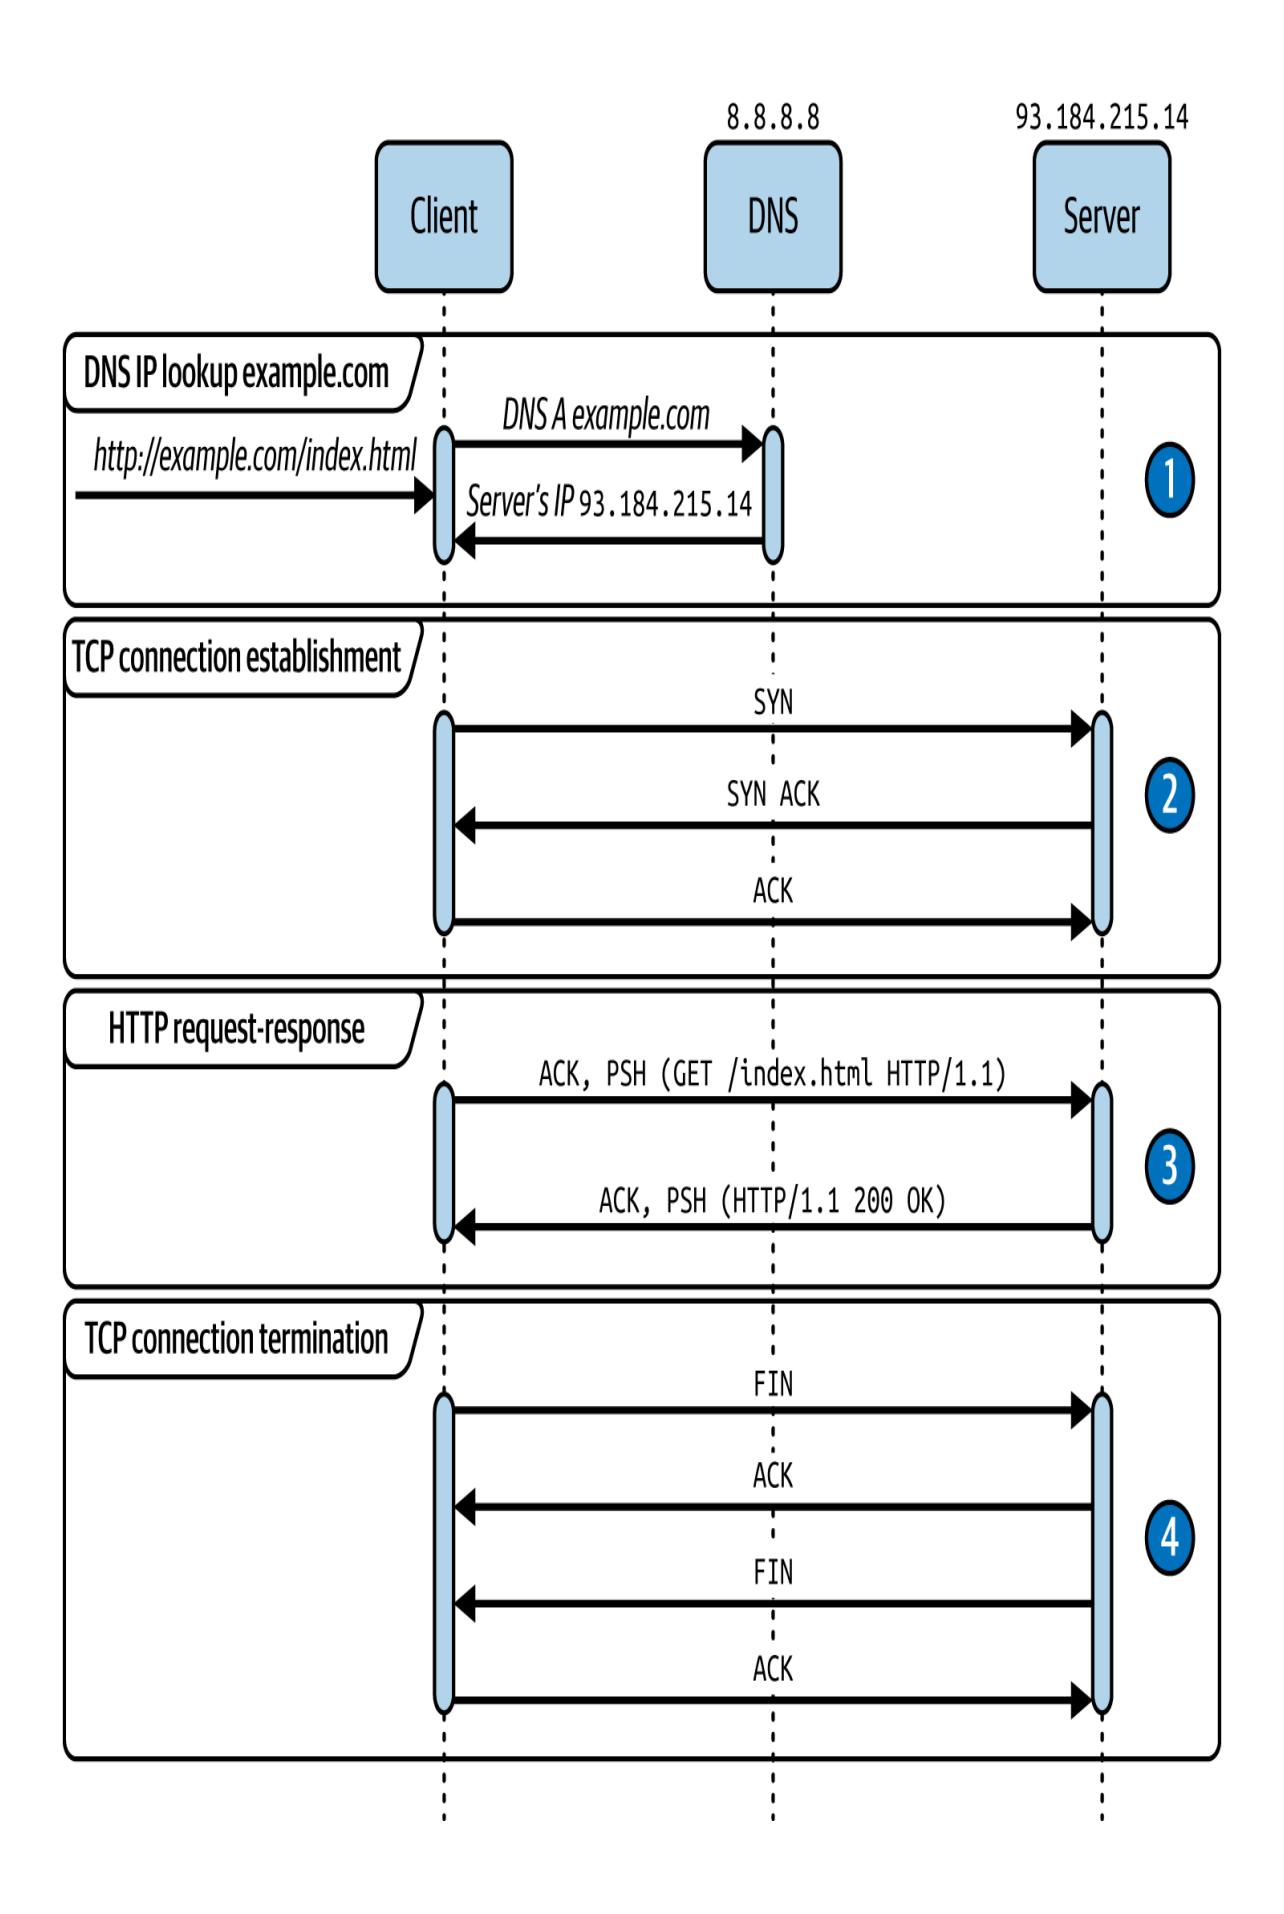 8.8.8.8
93.184.215.14
Client
DNS
Server
DNS IP lookup example.com
DNS A example.com
http://example.com/index.html
Server's IP 93.184.215.14
1
TCP connection establishment
SYN
SYN ACK
2
ACK
HTTP request-response
ACK, PSH (GET /index.html HTTP/1.1)
3
ACK, PSH (HTTP/1.1 200 OK)
TCP connection termination
FIN
ACK
4
FIN
ACK